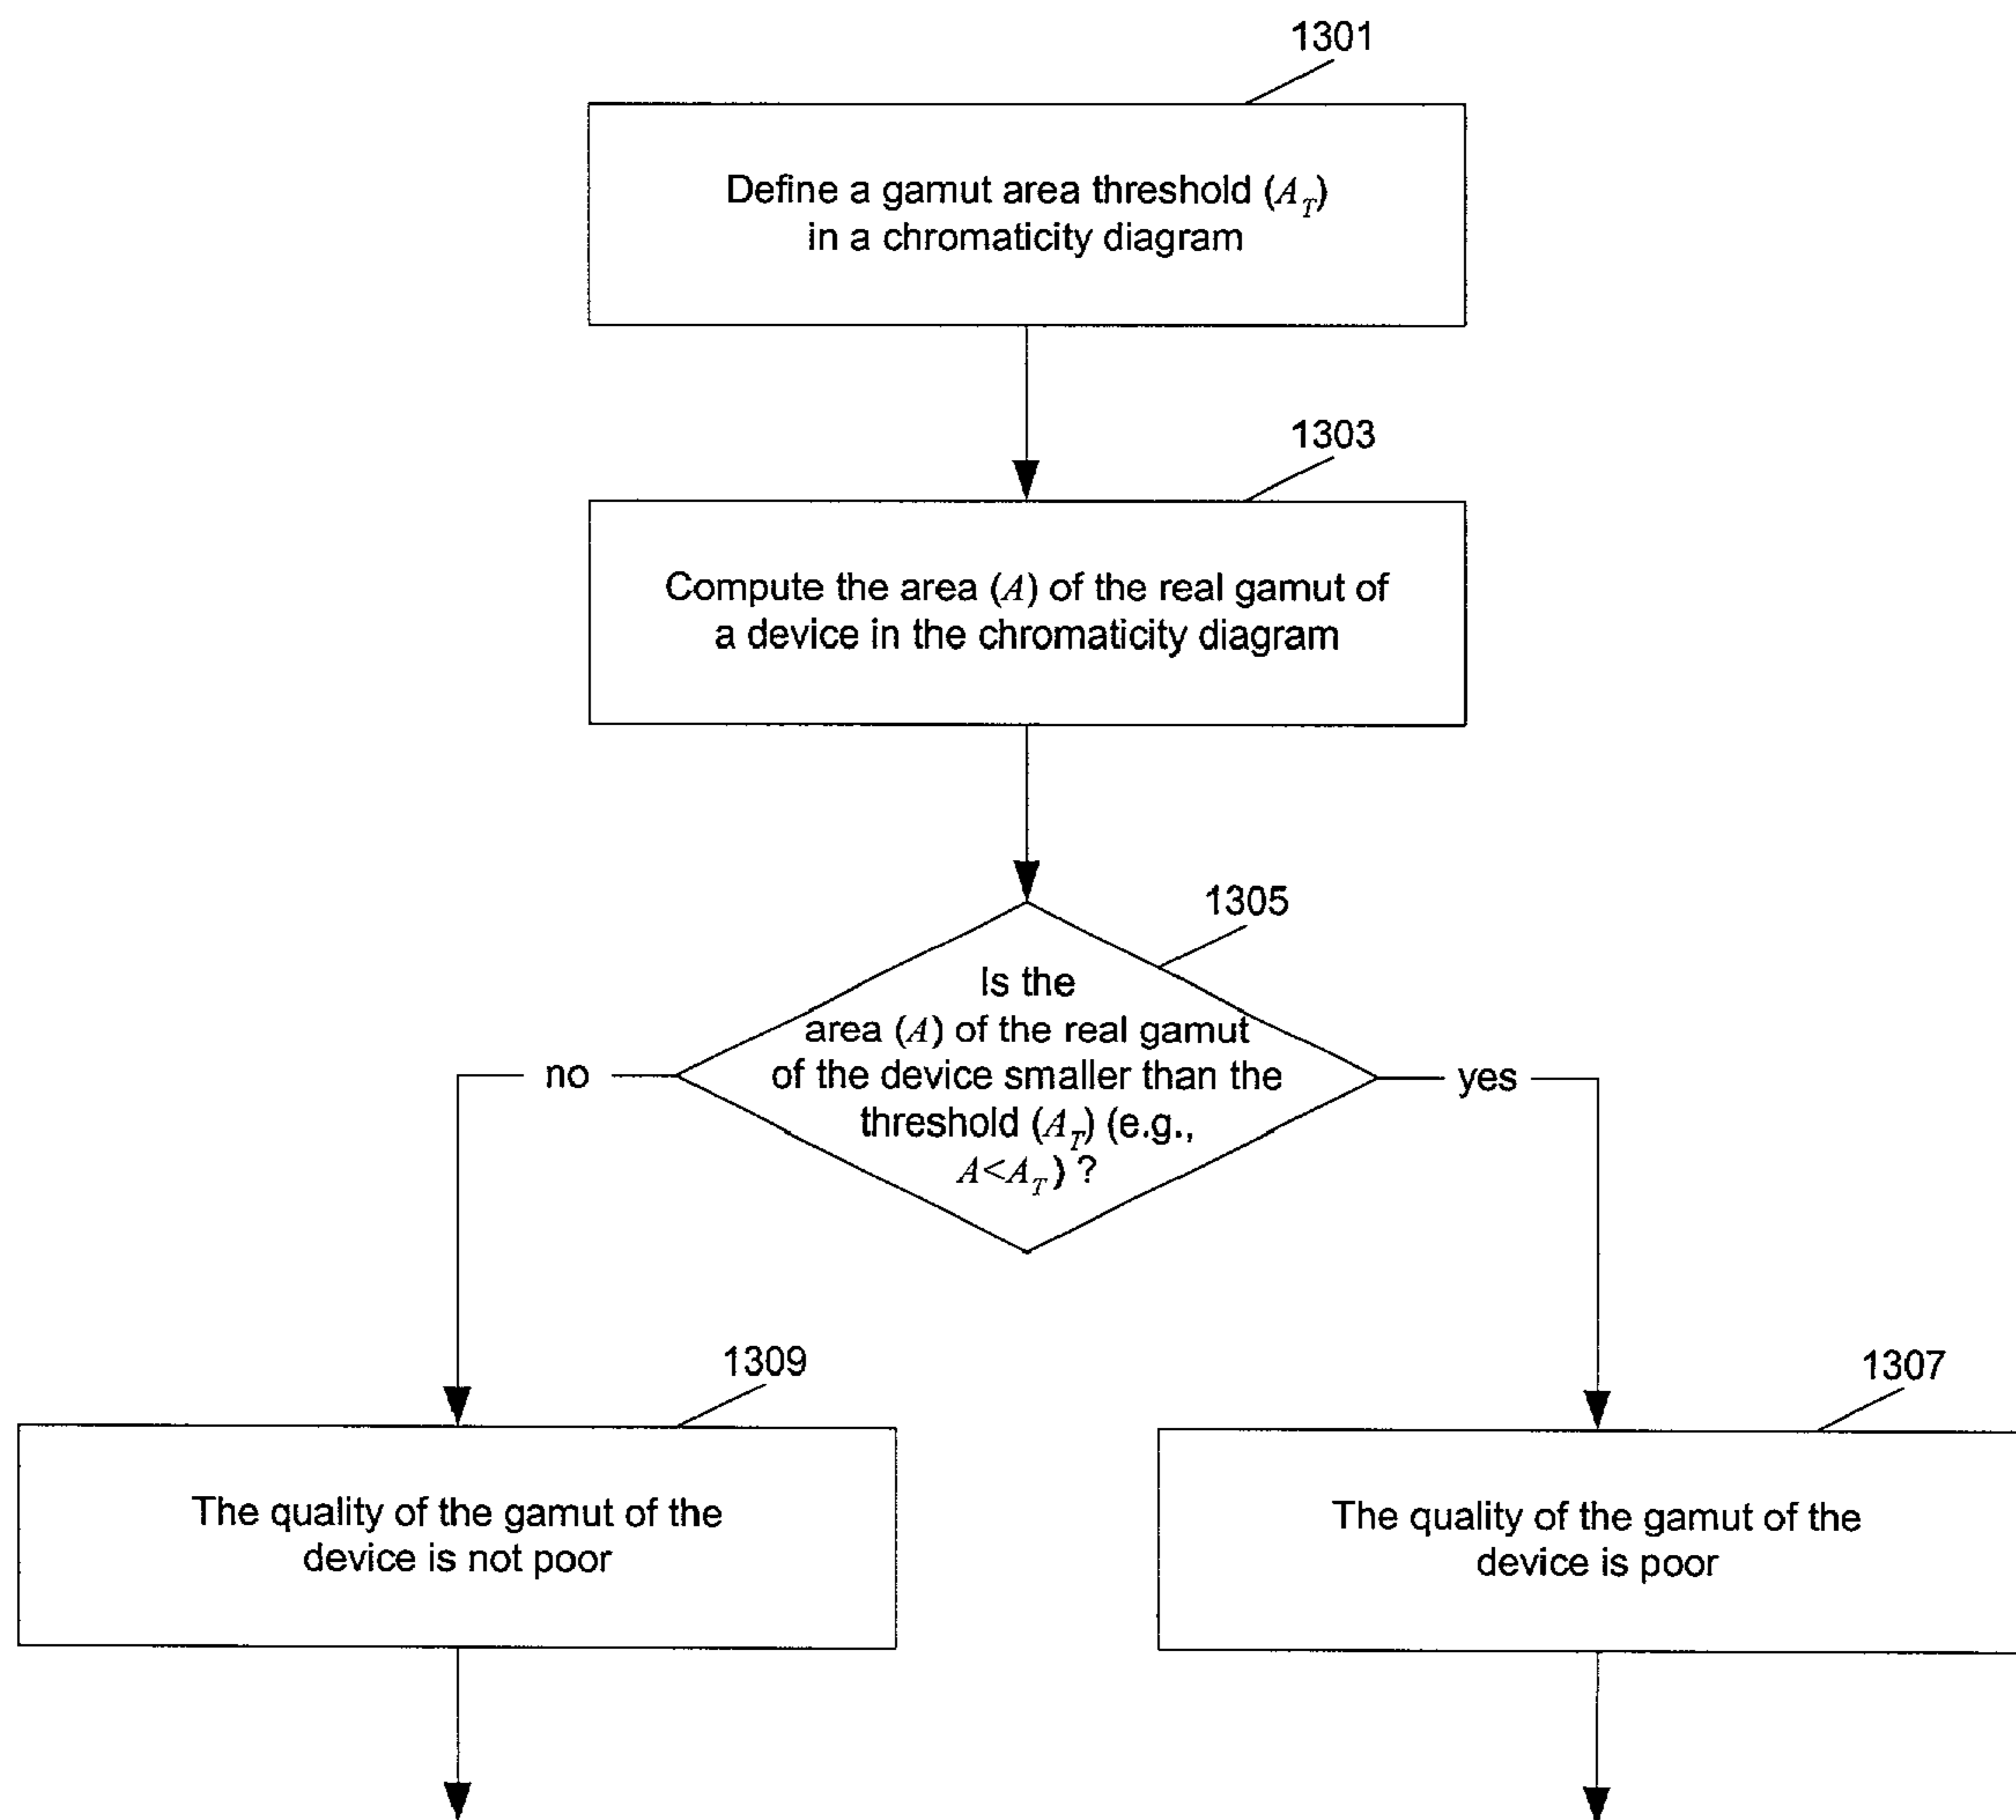 1301
Define a gamut area threshold (A_T)
in a chromaticity diagram
1303
Compute the area (A) of the real gamut of
a device in the chromaticity diagram
1305
Is the
area (A) of the real gamut
of the device smaller than the
threshold (A_T) (e.g.,
A<A_T) ?
no
yes
1309
The quality of the gamut of the
device is not poor
1307
The quality of the gamut of the
device is poor